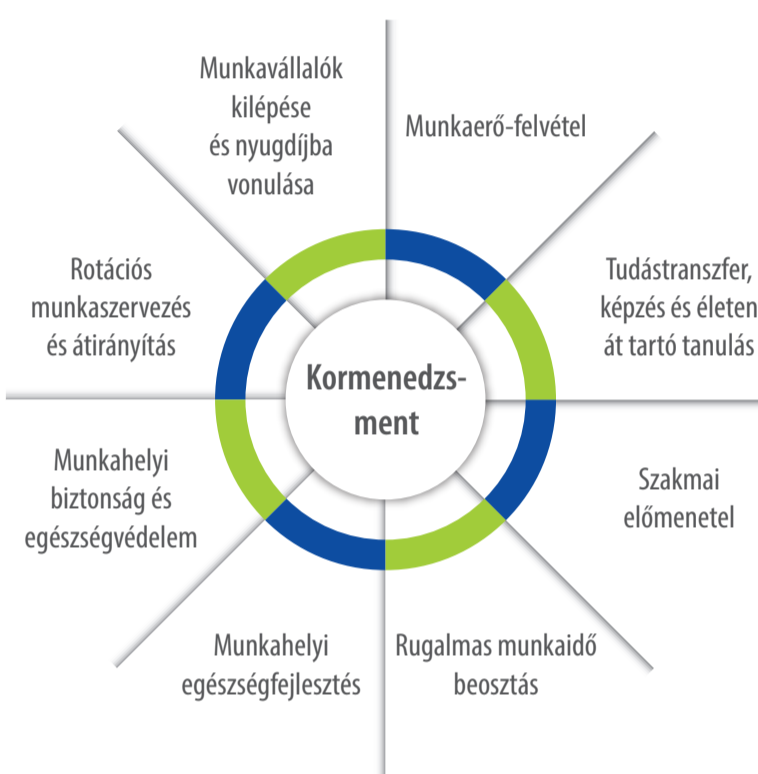 Munkavállalók
kilépése
és nyugdíjba
vonulása
Munkaerő-felvétel
Tudástranszfer,
képzés és életen
át tartó tanulás
Szakmai
előmenetel
Rugalmas munkaidő
beosztás
Munkahelyi
egészségfejlesztés
Munkahelyi
biztonság és
egészségvédelem
Rotációs
munkaszervezés
és átirányítás
Kormenedzs-
ment